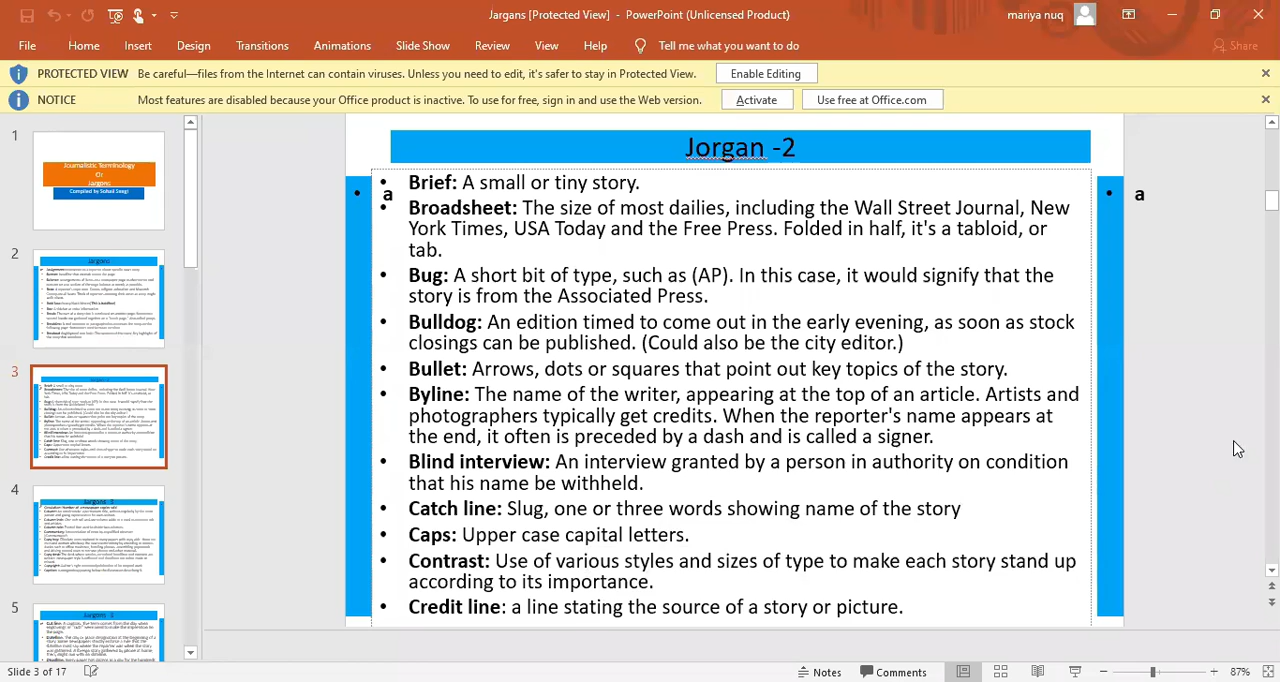 Jargans [Protected View] - PowerPoint (Unlicensed Product)
mariya nuq
File Home Insert Design Transitions Animations Slide Show Review View Help Tell me what you want to do Share
PROTECTED VIEW Be careful—files from the Internet can contain viruses. Unless you need to edit, it's safer to stay in Protected View. Enable Editing
NOTICE Most features are disabled because your Office product is inactive. To use for free, sign in and use the Web version. Activate Use free at Office.com
1
Journalistic Terminology
Or
Jargons
Compiled by Sohail Sangi
2
Jargons
3
4
5
Jorgan -2
• a
• a
• Brief: A small or tiny story.
• Broadsheet: The size of most dailies, including the Wall Street Journal, New
York Times, USA Today and the Free Press. Folded in half, it's a tabloid, or
tab.
• Bug: A short bit of type, such as (AP). In this case, it would signify that the
story is from the Associated Press.
• Bulldog: An edition timed to come out in the early evening, as soon as stock
closings can be published. (Could also be the city editor.)
• Bullet: Arrows, dots or squares that point out key topics of the story.
• Byline: The name of the writer, appearing at the top of an article. Artists and
photographers typically get credits. When the reporter's name appears at
the end, it often is preceded by a dash and is called a signer.
• Blind interview: An interview granted by a person in authority on condition
that his name be withheld.
• Catch line: Slug, one or three words showing name of the story
• Caps: Upper case capital letters.
• Contrast: Use of various styles and sizes of type to make each story stand up
according to its importance.
• Credit line: a line stating the source of a story or picture.
Slide 3 of 17
Notes Comments 87%